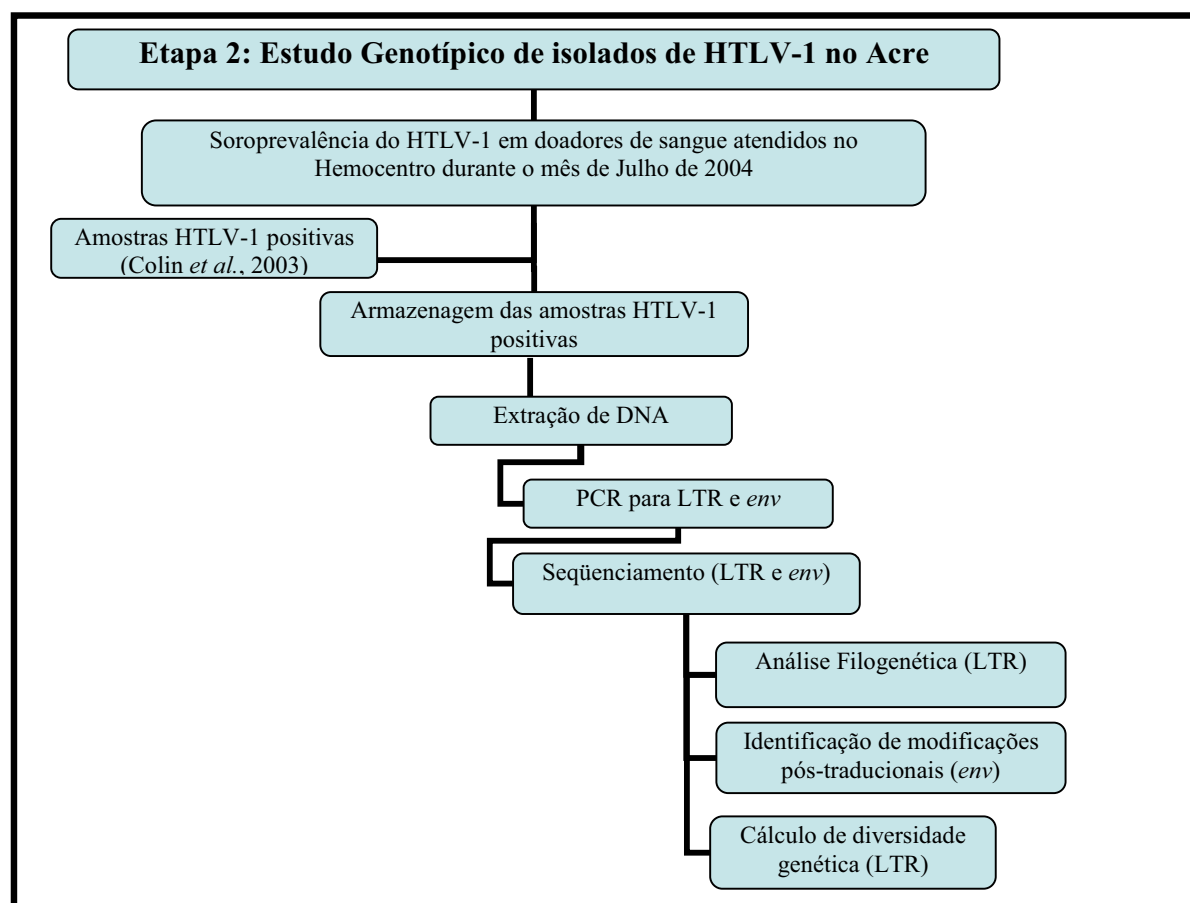 Etapa 2: Estudo Genotípico de isolados de HTLV-1 no Acre
Soroprevalência do HTLV-1 em doadores de sangue atendidos no
Hemocentro durante o mês de Julho de 2004
Amostras HTLV-1 positivas
(Colin et al., 2003)
Armazenagem das amostras HTLV-1
positivas
Extração de DNA
PCR para LTR e env
Seqüenciamento (LTR e env)
Análise Filogenética (LTR)
Identificação de modificações
pós-traducionais (env)
Cálculo de diversidade
genética (LTR)